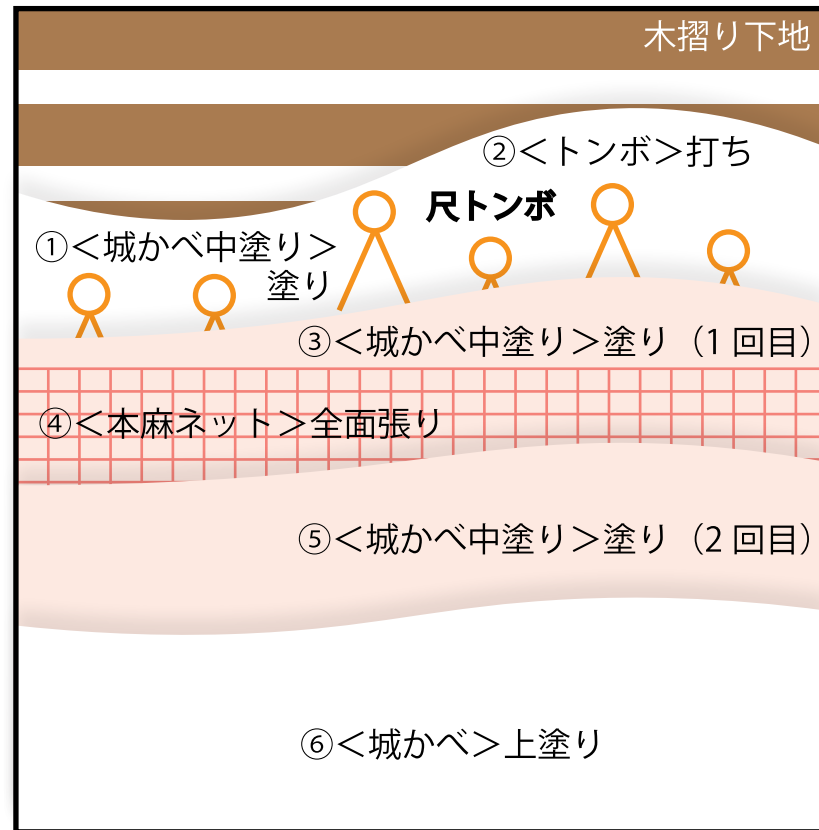 木摺り下地
②＜トンボ＞打ち
尺トンボ
①＜城かべ中塗り＞
塗り
③＜城かべ中塗り＞塗り（1 回目）
④＜本麻ネット＞全面張り
⑤＜城かべ中塗り＞塗り（2 回目）
⑥＜城かべ＞上塗り